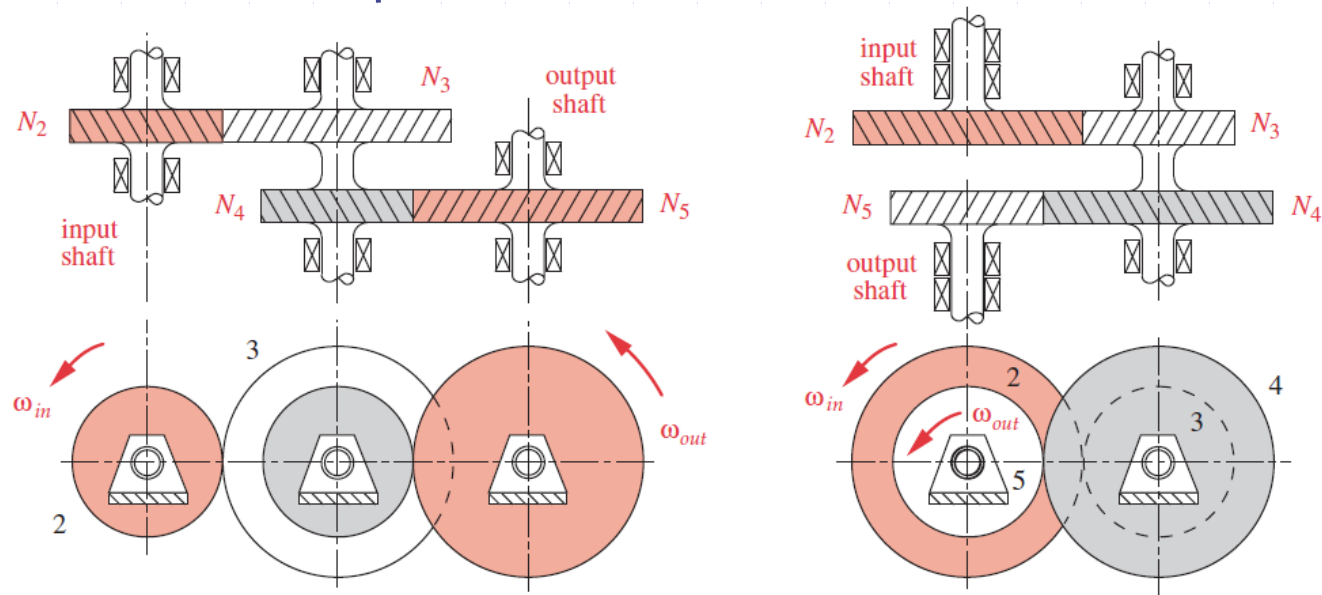 N2
N3
output
shaft
input
shaft
N4
N5
3
ωin
ωout
2
input
shaft
N2
N3
N5
N4
output
shaft
ωin
2
ωout
3
4
5